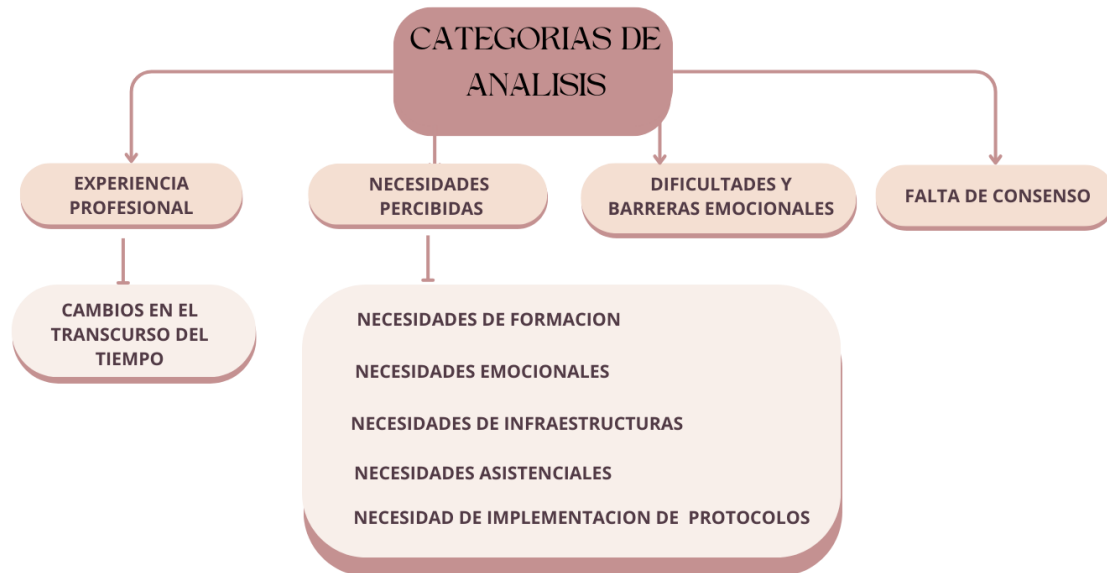 CATEGORIAS DE
ANALISIS
EXPERIENCIA
PROFESIONAL
NECESIDADES
PERCIBIDAS
DIFICULTADES Y
BARRERAS EMOCIONALES
FALTA DE CONSENSO
CAMBIOS EN EL
TRANSCURSO DEL
TIEMPO
NECESIDADES DE FORMACION
NECESIDADES EMOCIONALES
NECESIDADES DE INFRAESTRUCTURAS
NECESIDADES ASISTENCIALES
NECESIDAD DE IMPLEMENTACION DE PROTOCOLOS